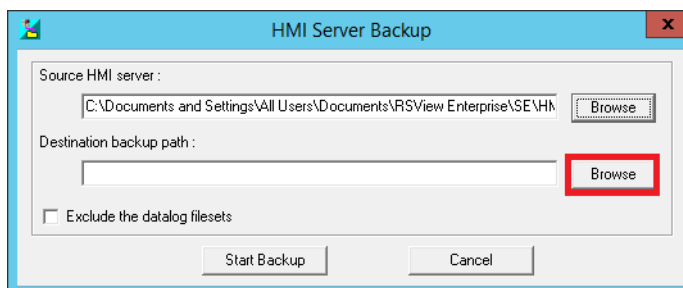 HMI Server Backup
x
Source HMI server :
C:\Documents and Settings\All Users\Documents\RSView Enterprise\SE\HM
Browse
Destination backup path :
Browse
Exclude the datalog filesets
Start Backup Cancel